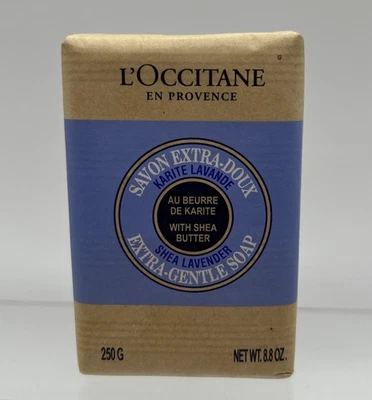 L'OCCITANE
EN PROVENCE
SAVON EXTRA-DOUX
KARITE LAVANDE
AU BEURRE
DE KARITE
WITH SHEA
BUTTER
SHEA LAVENDER
EXTRA-GENTLE SOAP
250 G
NET WT. 8.8 OZ.